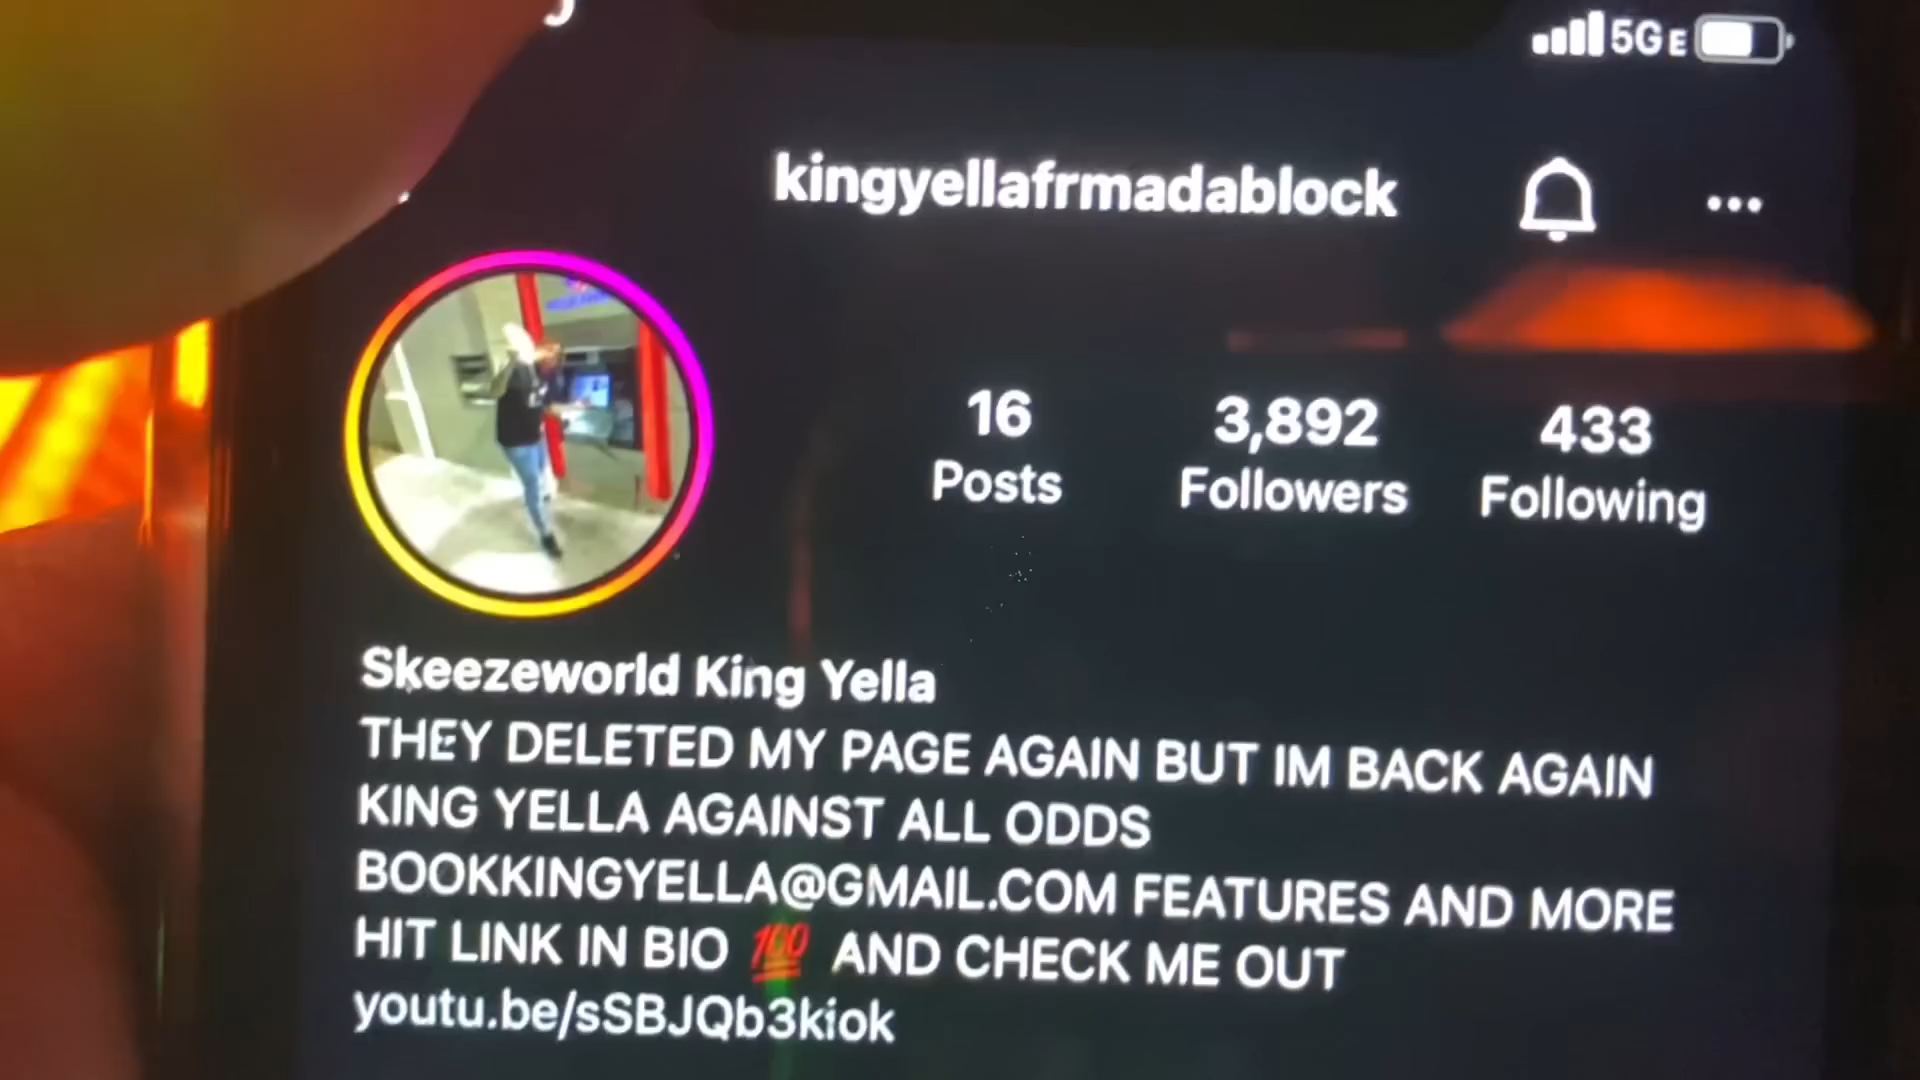 5G E
kingyellafrmadablock
16
Posts
3,892
Followers
433
Following
Skeezeworld King Yella
THEY DELETED MY PAGE AGAIN BUT IM BACK AGAIN
KING YELLA AGAINST ALL ODDS
BOOKKINGYELLA@GMAIL.COM FEATURES AND MORE
HIT LINK IN BIO 💯 AND CHECK ME OUT
youtu.be/sSBJQb3kiok